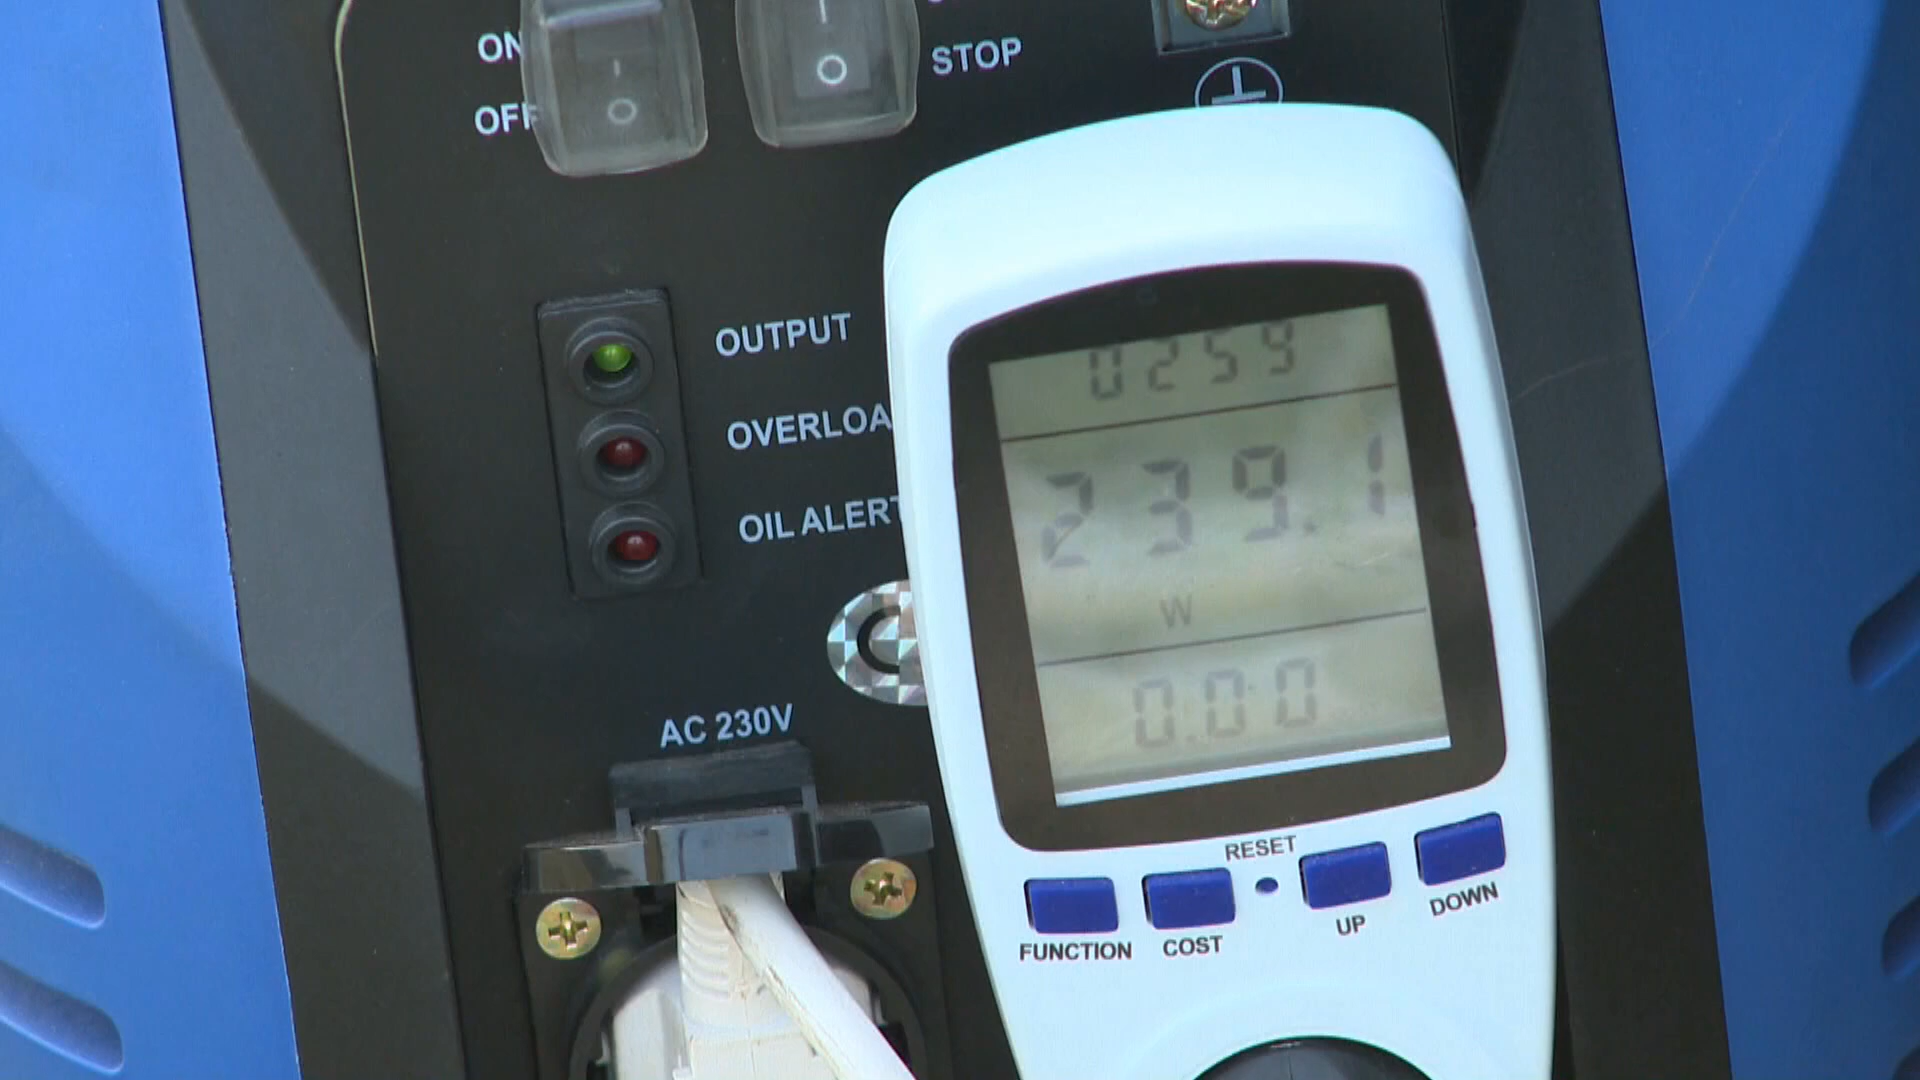 ON
OFF
STOP
OUTPUT
OVERLOA
OIL ALERT
AC 230V
0259
239.1
W
0.00
RESET
FUNCTION
COST
UP
DOWN